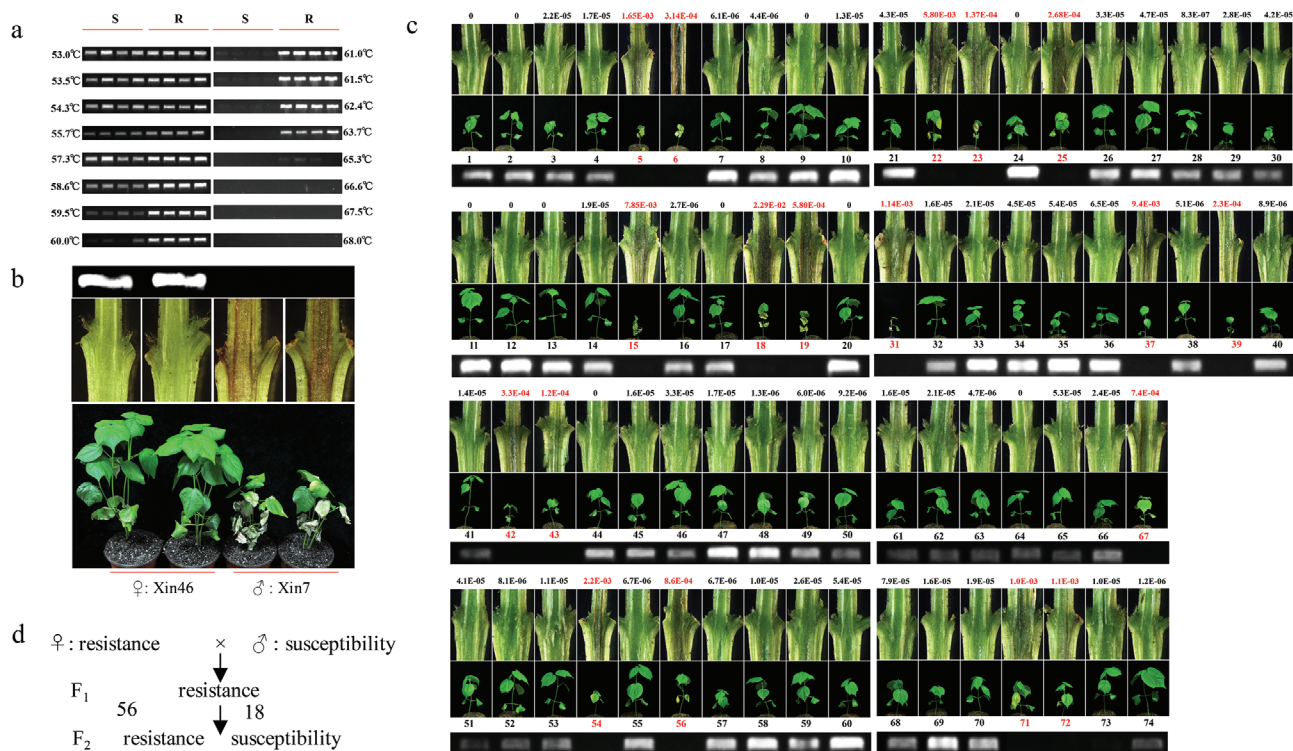 a
S R S R
53.0℃ 61.0℃
53.5℃ 61.5℃
54.3℃ 62.4℃
55.7℃ 63.7℃
57.3℃ 65.3℃
58.6℃ 66.6℃
59.5℃ 67.5℃
60.0℃ 68.0℃
b
♀: Xin46 ♂: Xin7
c
0 0 2.2E-05 1.7E-05 1.65E-03 3.14E-04 6.1E-06 4.4E-06 0 1.3E-05
1 2 3 4 5 6 7 8 9 10
4.3E-05 5.80E-03 1.37E-04 0 2.68E-04 3.3E-05 4.7E-05 8.3E-07 2.8E-05 4.2E-05
21 22 23 24 25 26 27 28 29 30
0 0 0 1.9E-05 7.85E-03 2.7E-06 0 2.29E-02 5.80E-04 0
11 12 13 14 15 16 17 18 19 20
1.14E-03 1.6E-05 2.1E-05 4.5E-05 5.4E-05 6.5E-05 9.4E-03 5.1E-06 2.3E-04 8.9E-06
31 32 33 34 35 36 37 38 39 40
1.4E-05 3.3E-04 1.2E-04 0 1.6E-05 3.3E-05 1.7E-05 1.3E-06 6.0E-06 9.2E-06
41 42 43 44 45 46 47 48 49 50
1.6E-05 2.1E-05 4.7E-06 0 5.3E-05 2.4E-05 7.4E-04
61 62 63 64 65 66 67
4.1E-05 8.1E-06 1.1E-05 2.2E-03 6.7E-06 8.6E-04 6.7E-06 1.0E-05 2.6E-05 5.4E-05
51 52 53 54 55 56 57 58 59 60
7.9E-05 1.6E-05 1.9E-05 1.0E-03 1.1E-03 1.0E-05 1.2E-06
68 69 70 71 72 73 74
d
♀: resistance × ♂: susceptibility
F₁ resistance
56 18
F₂ resistance susceptibility